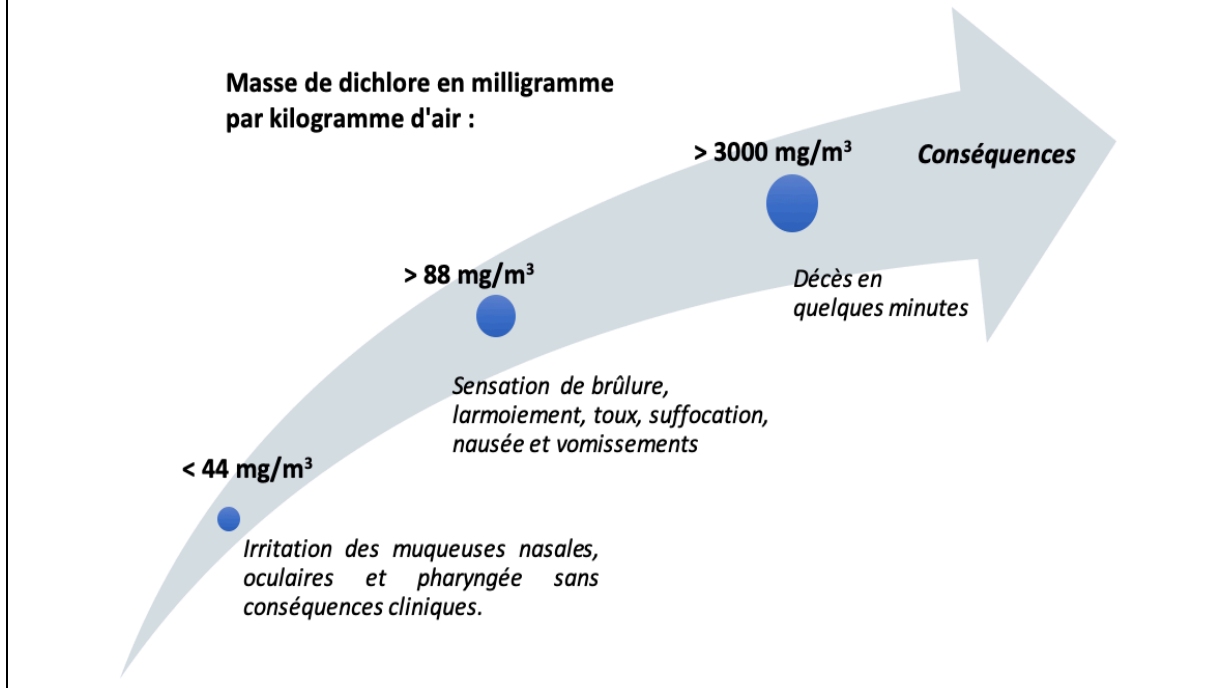 Masse de dichlore en milligramme
par kilogramme d'air :
> 3000 mg/m³
Conséquences
Décès en
quelques minutes
> 88 mg/m³
Sensation de brûlure,
larmoiement, toux, suffocation,
nausée et vomissements
< 44 mg/m³
Irritation des muqueuses nasales,
oculaires et pharyngée sans
conséquences cliniques.